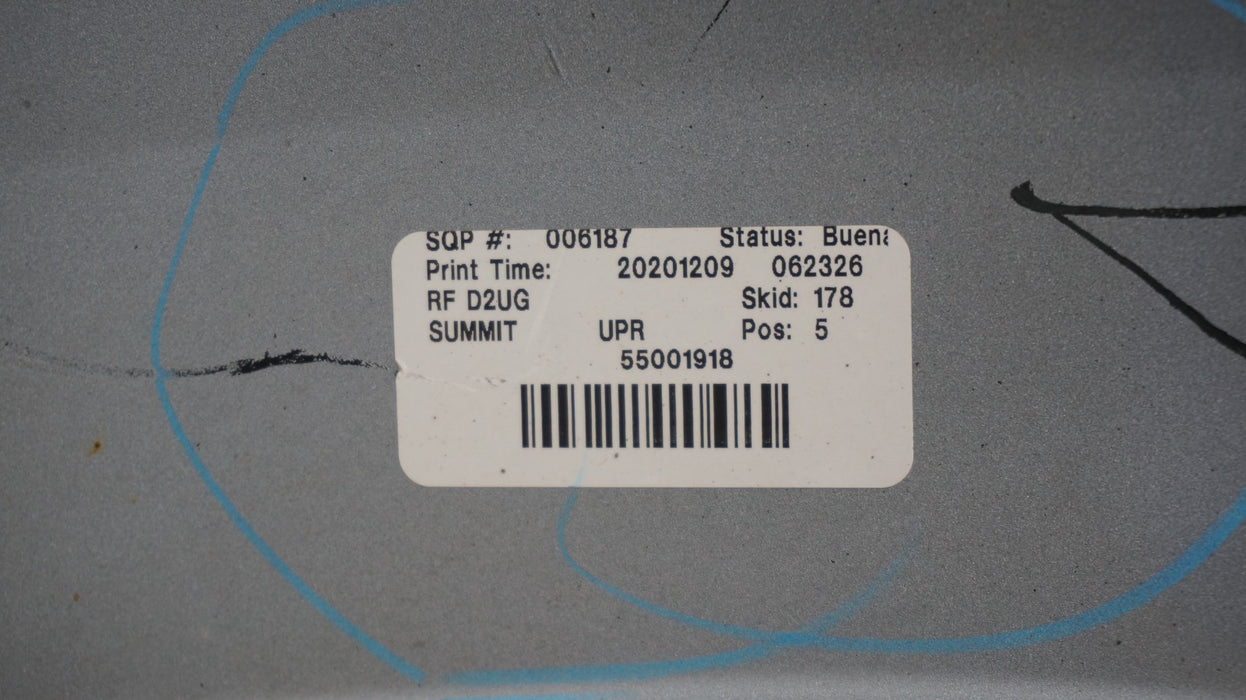 SQP #: 006187 Status: Buena
Print Time: 20201209 062326
RF D2UG Skid: 178
SUMMIT UPR Pos: 5
55001918